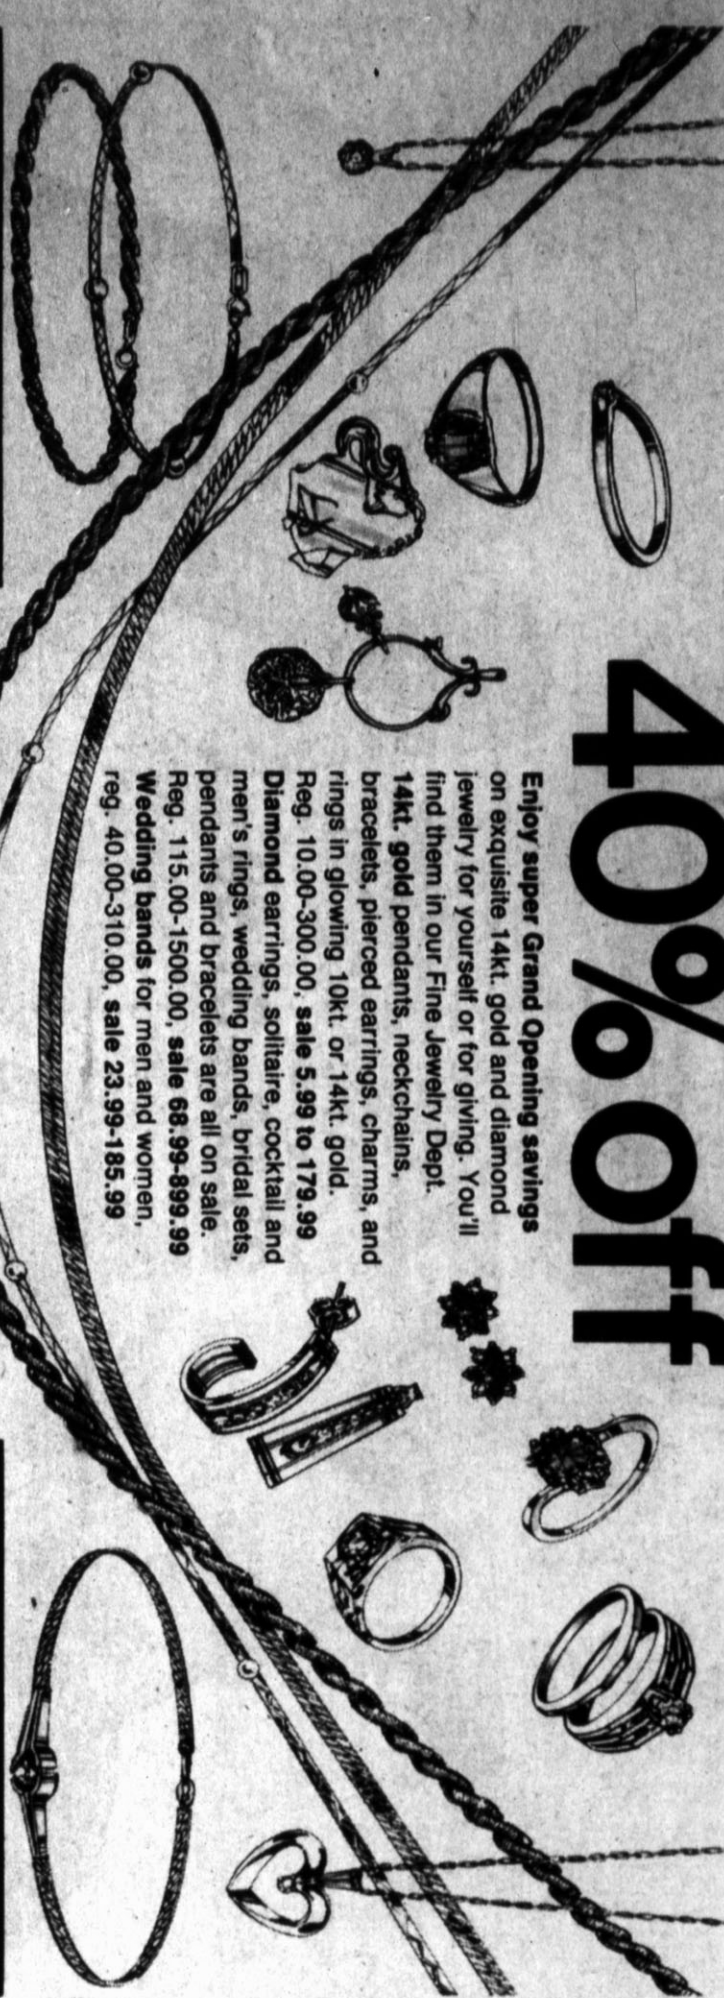 40% off
Enjoy super Grand Opening savings
on exquisite 14kt. gold and diamond
jewelry for yourself or for giving. You'll
find them in our Fine Jewelry Dept.
14kt. gold pendants, neckchains,
bracelets, pierced earrings, charms, and
rings in glowing 10kt. or 14kt. gold.
Reg. 10.00-300.00, sale 5.99 to 179.99
Diamond earrings, solitaire, cocktail and
men's rings, wedding bands, bridal sets,
pendants and bracelets are all on sale.
Reg. 115.00-1500.00, sale 68.99-899.99
Wedding bands for men and women,
reg. 40.00-310.00, sale 23.99-185.99